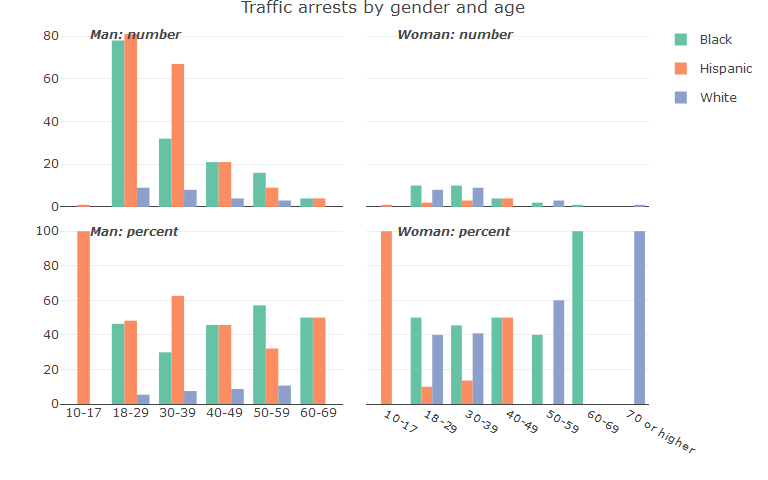 Traffic arrests by gender and age
Man: number
Woman: number
Black
Hispanic
White
80
60
40
20
0
Man: percent
Woman: percent
100
80
60
40
20
0
10-17 18-29 30-39 40-49 50-59 60-69
10-17 18-29 30-39 40-49 50-59 60-69 70 or higher